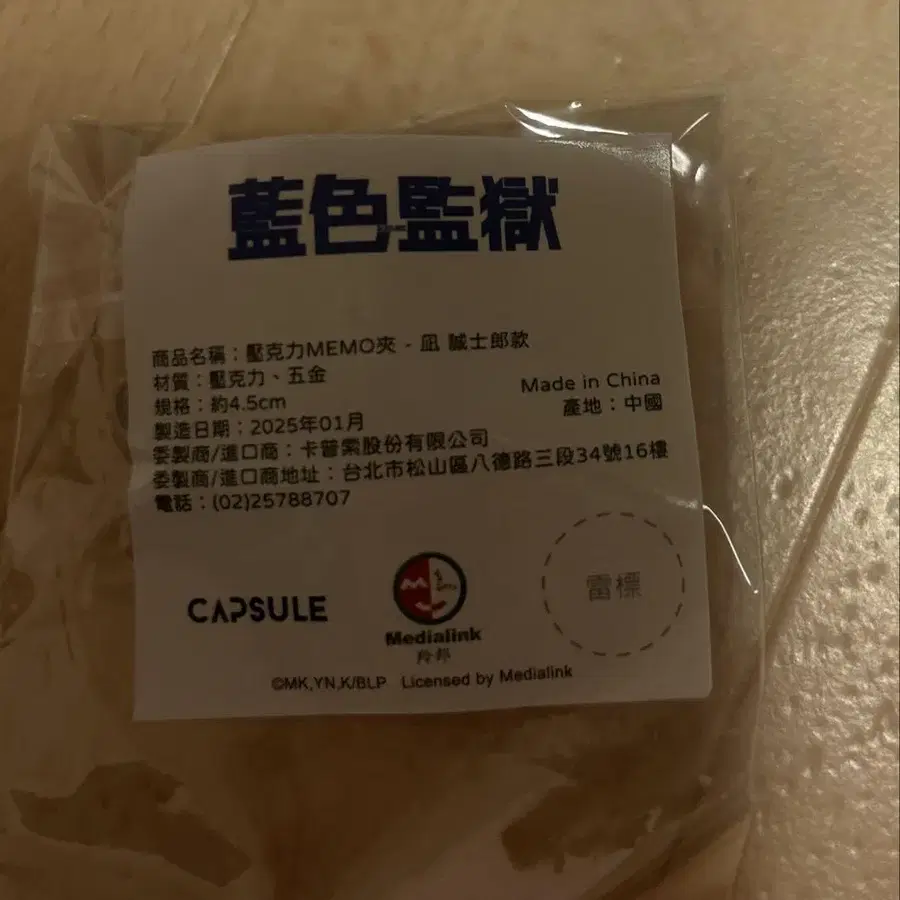 藍色監獄
商品名稱：壓克力MEMO夾 - 凪 誠士郎款
材質：壓克力、五金
規格：約4.5cm
製造日期：2025年01月
Made in China
產地：中國
委製商/進口商：卡普索股份有限公司
委製商/進口商地址：台北市松山區八德路三段34號16樓
電話：(02)25788707
CAPSULE
Medialink
羚邦
雷標
©MK,YN,K/BLP Licensed by Medialink